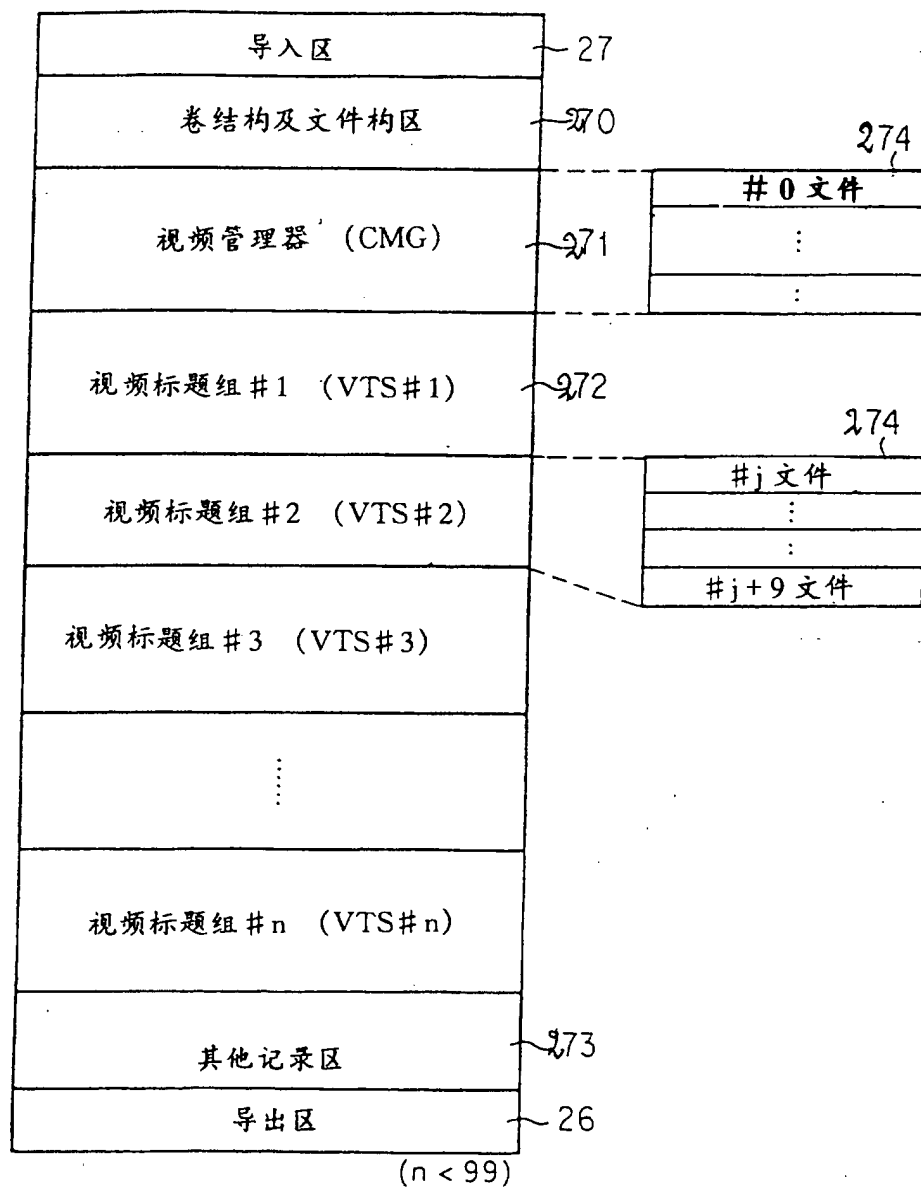 导入区 27
卷结构及文件构区 270
274
#0 文件
⋮
⋮
视频管理器 (CMG) 271
视频标题组#1 (VTS#1) 272
274
#j 文件
⋮
⋮
#j+9 文件
视频标题组#2 (VTS#2)
视频标题组#3 (VTS#3)
⋮
视频标题组#n (VTS#n)
其他记录区 273
导出区 26
(n < 99)